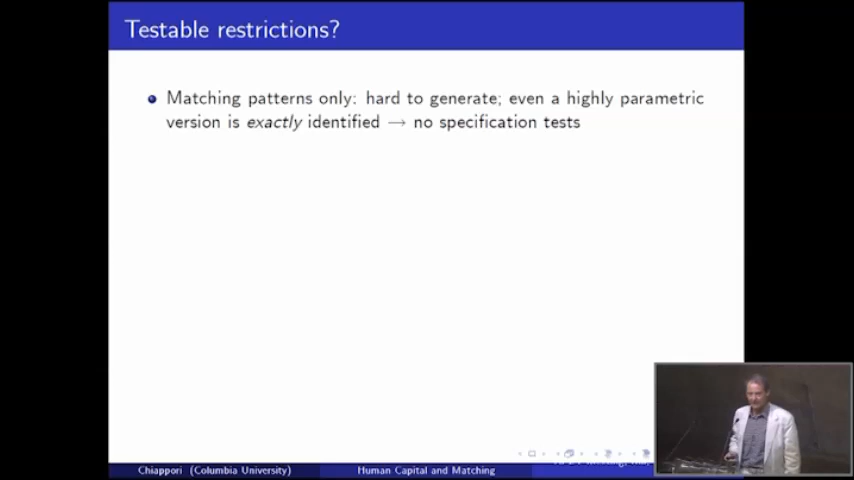 Testable restrictions?
Matching patterns only: hard to generate; even a highly parametric
version is exactly identified → no specification tests
Chiappori (Columbia University)
Human Capital and Matching